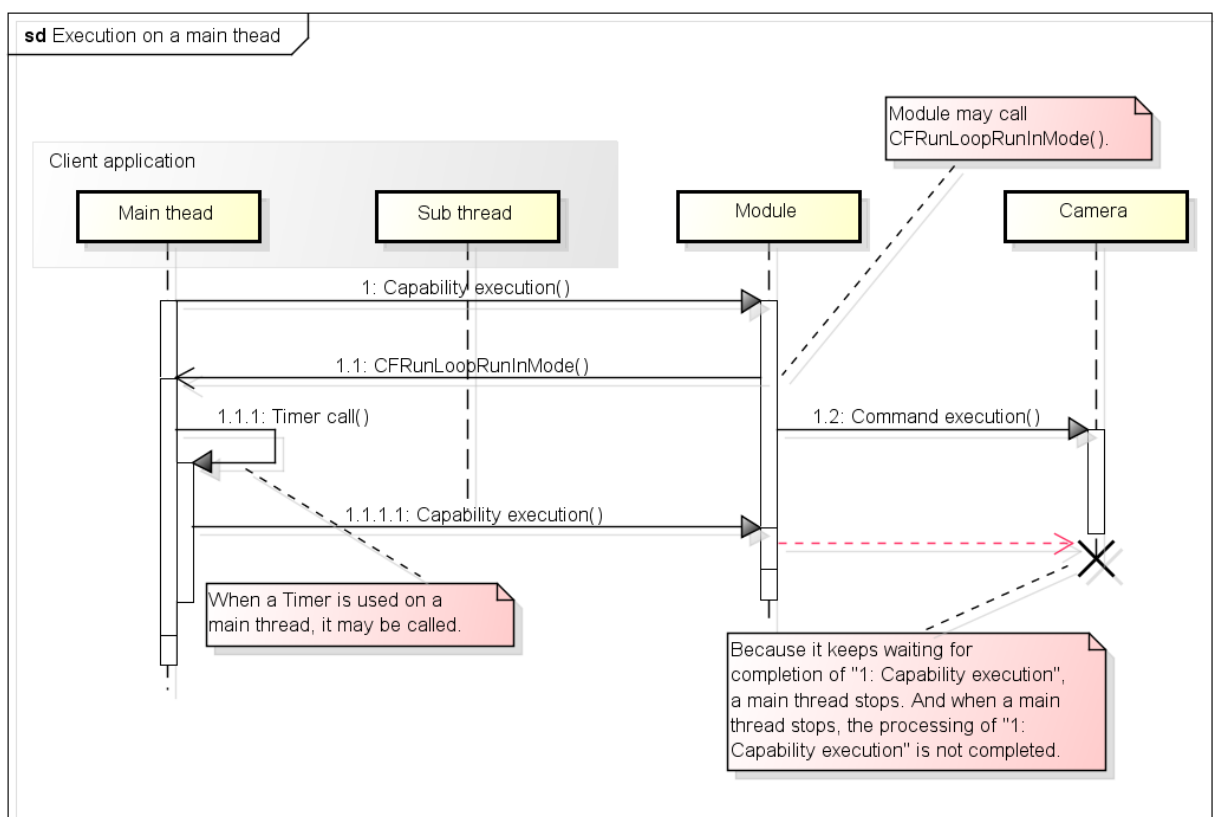 sd Execution on a main thead
Module may call
CFRunLoopRunInMode().
Client application
Main thead
Sub thread
Module
Camera
1: Capability execution()
1.1: CFRunLoopRunInMode()
1.1.1: Timer call()
1.2: Command execution()
1.1.1.1: Capability execution()
When a Timer is used on a
main thread, it may be called.
Because it keeps waiting for
completion of "1: Capability execution",
a main thread stops. And when a main
thread stops, the processing of "1:
Capability execution" is not completed.